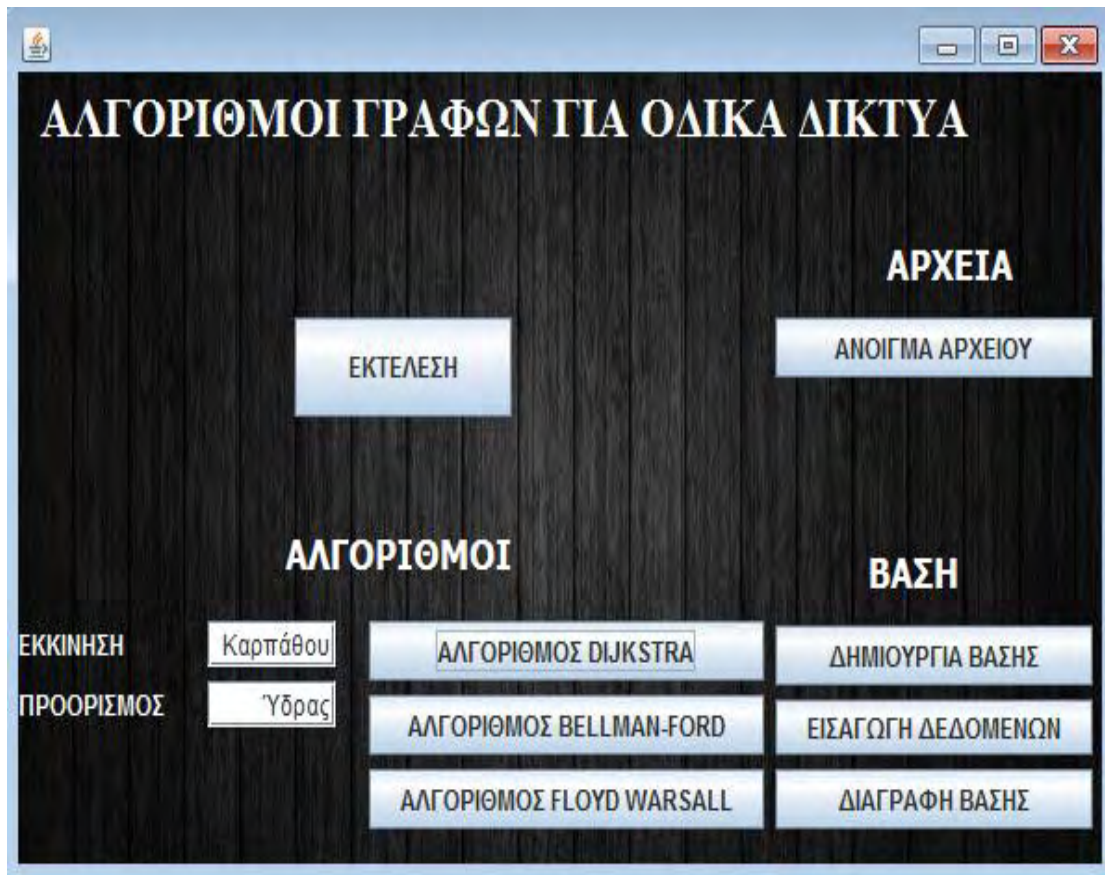 ΑΛΓΟΡΙΘΜΟΙ ΓΡΑΦΩΝ ΓΙΑ ΟΔΙΚΑ ΔΙΚΤΥΑ
ΑΡΧΕΙΑ
ΕΚΤΕΛΕΣΗ
ΑΝΟΙΓΜΑ ΑΡΧΕΙΟΥ
ΑΛΓΟΡΙΘΜΟΙ
ΒΑΣΗ
ΕΚΚΙΝΗΣΗ
Καρπάθου
ΠΡΟΟΡΙΣΜΟΣ
Ύδρας
ΑΛΓΟΡΙΘΜΟΣ DIJKSTRA
ΑΛΓΟΡΙΘΜΟΣ BELLMAN-FORD
ΑΛΓΟΡΙΘΜΟΣ FLOYD WARSALL
ΔΗΜΙΟΥΡΓΙΑ ΒΑΣΗΣ
ΕΙΣΑΓΩΓΗ ΔΕΔΟΜΕΝΩΝ
ΔΙΑΓΡΑΦΗ ΒΑΣΗΣ